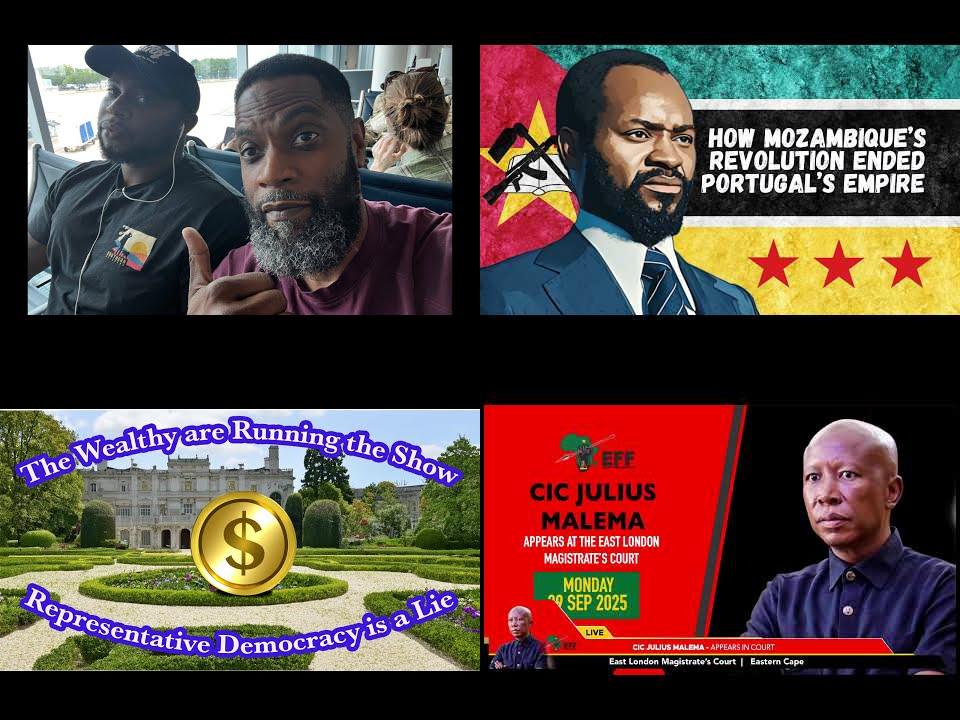 HOW MOZAMBIQUE'S
REVOLUTION ENDED
PORTUGAL'S EMPIRE
The Wealthy are Running the Show
$
Representative Democracy is a Lie
EFF
CIC JULIUS
MALEMA
APPEARS AT THE EAST LONDON
MAGISTRATE'S COURT
MONDAY
29 SEP 2025
LIVE
EFF
CIC JULIUS MALEMA - APPEARS IN COURT
East London Magistrate's Court | Eastern Cape